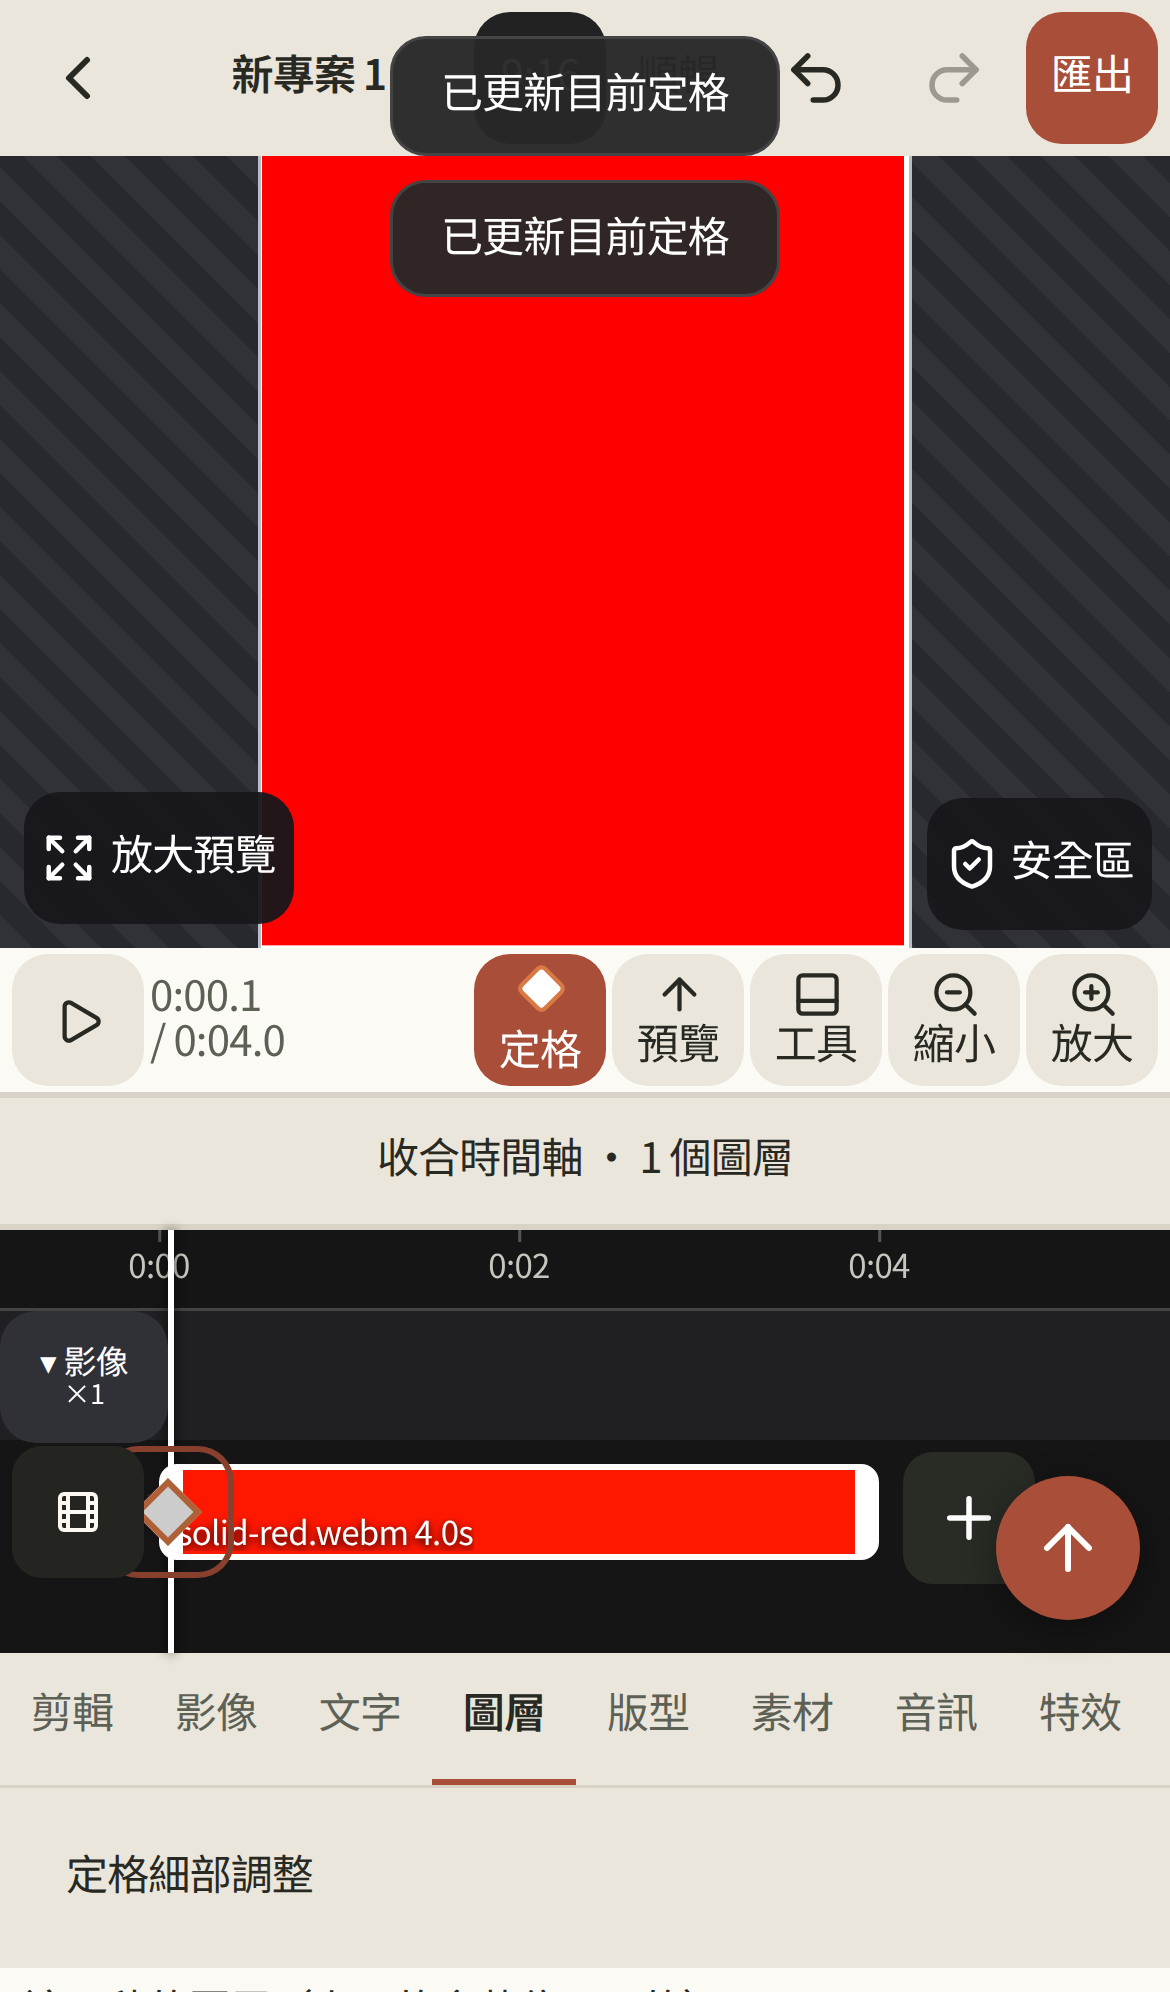 新專案 1
匯出
已更新目前定格
已更新目前定格
放大預覽
安全區
0:00.1
/ 0:04.0
定格
預覽
工具
縮小
放大
收合時間軸 • 1 個圖層
0:00
0:02
0:04
▾ 影像
×1
solid-red.webm 4.0s
剪輯
影像
文字
圖層
版型
素材
音訊
特效
定格細部調整